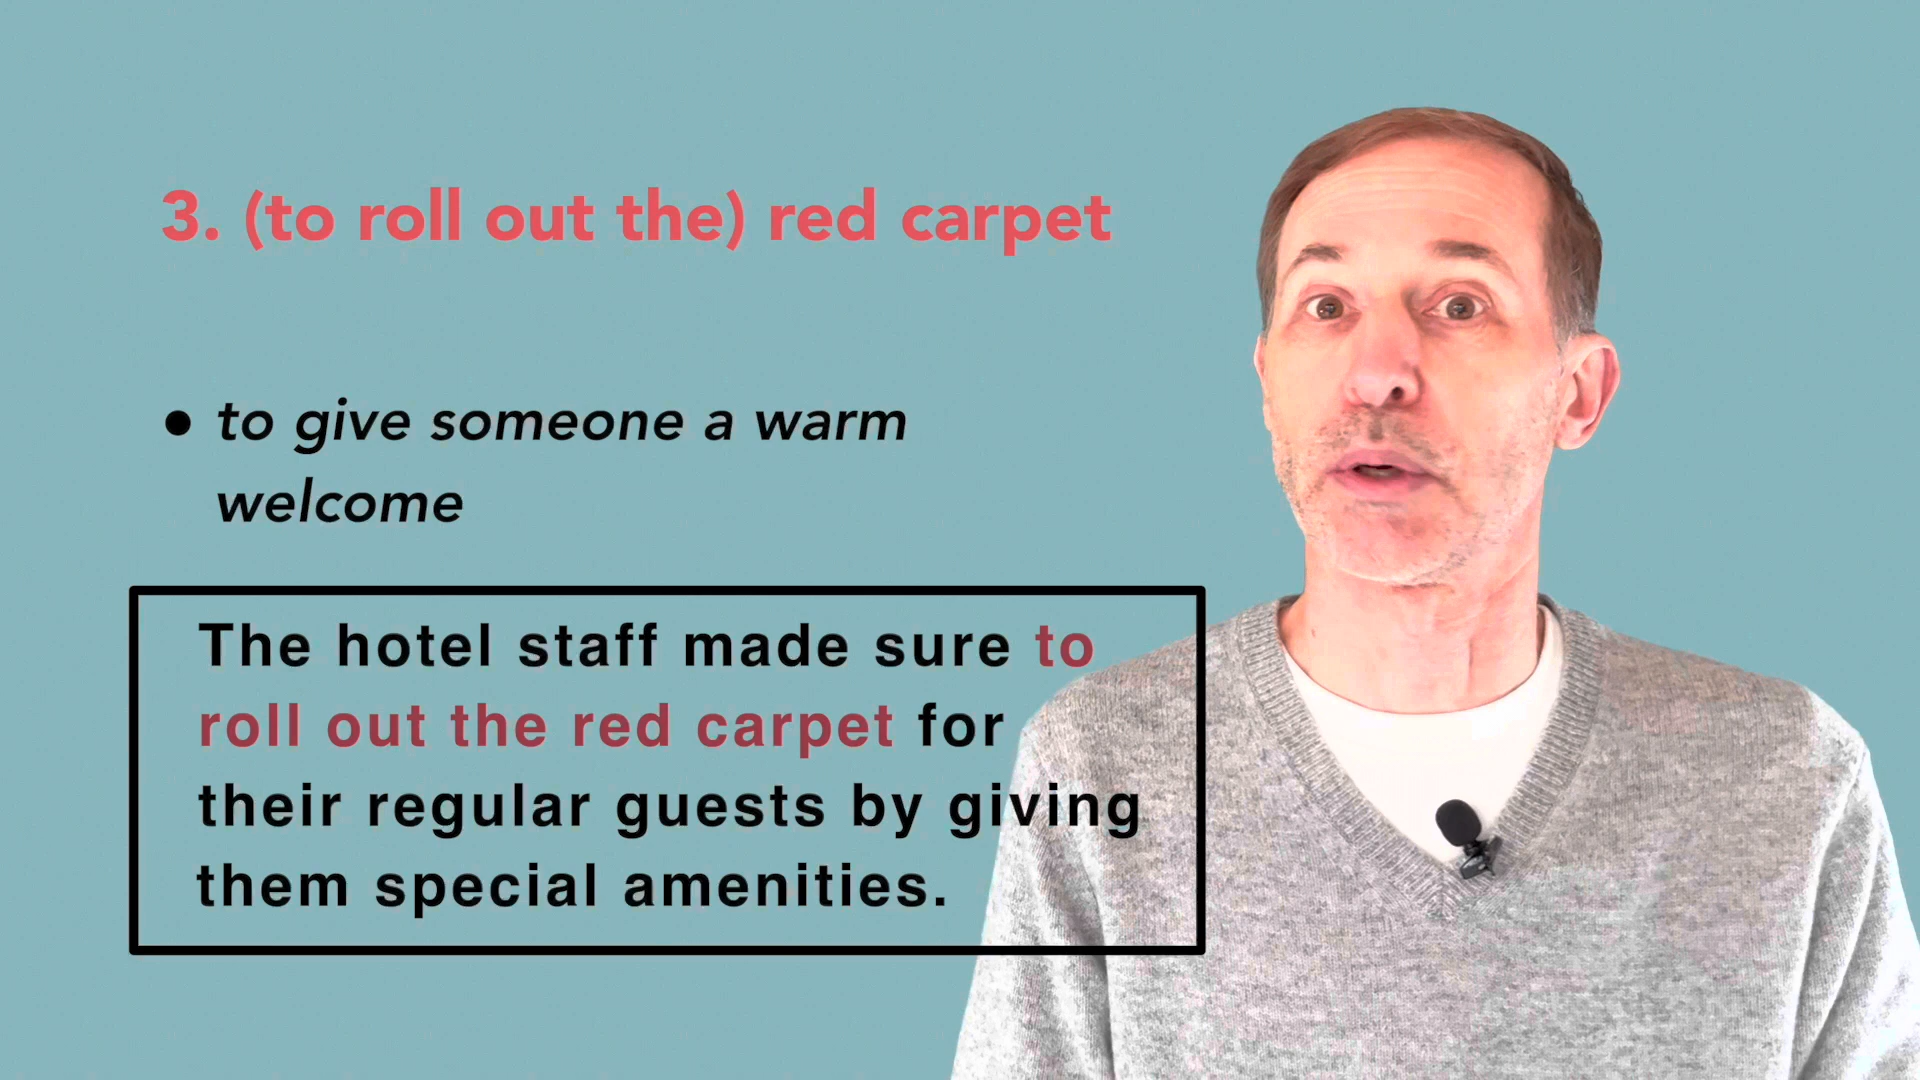 3. (to roll out the) red carpet
• to give someone a warm
welcome
The hotel staff made sure to
roll out the red carpet for
their regular guests by giving
them special amenities.